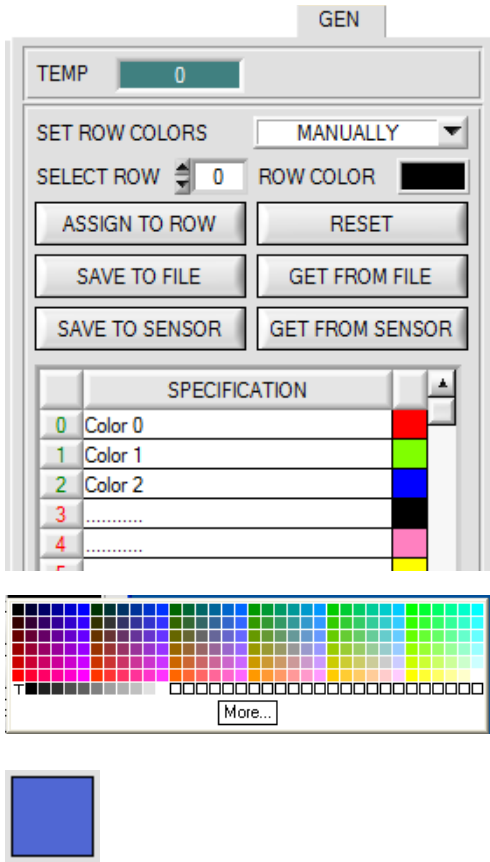 GEN
TEMP 0
SET ROW COLORS MANUALLY
SELECT ROW 0 ROW COLOR
ASSIGN TO ROW RESET
SAVE TO FILE GET FROM FILE
SAVE TO SENSOR GET FROM SENSOR
SPECIFICATION
0 Color 0
1 Color 1
2 Color 2
3 ...........
4 ...........
T
More...